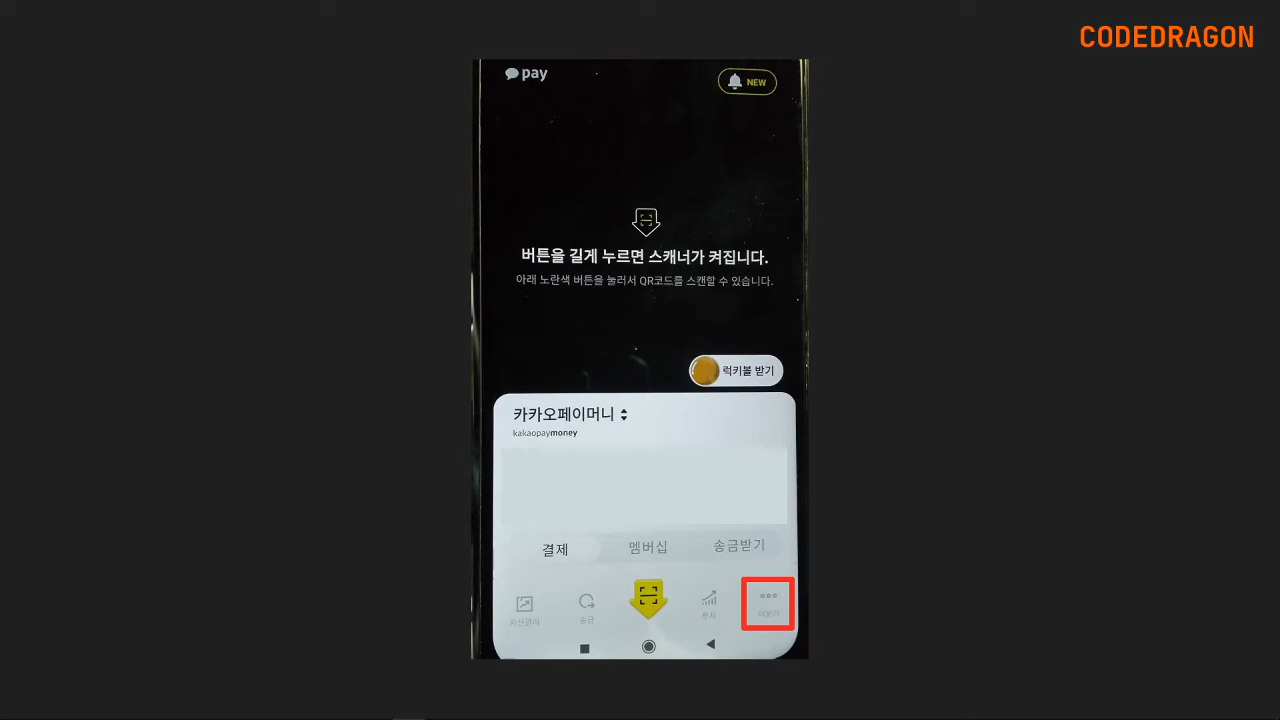 CODEDRAGON
pay
NEW
버튼을 길게 누르면 스캐너가 켜집니다.
아래 노란색 버튼을 눌러서 QR코드를 스캔할 수 있습니다.
럭키볼 받기
카카오페이머니
kakaopaymoney
결제
멤버십
송금받기
자산관리
송금
투자
더보기